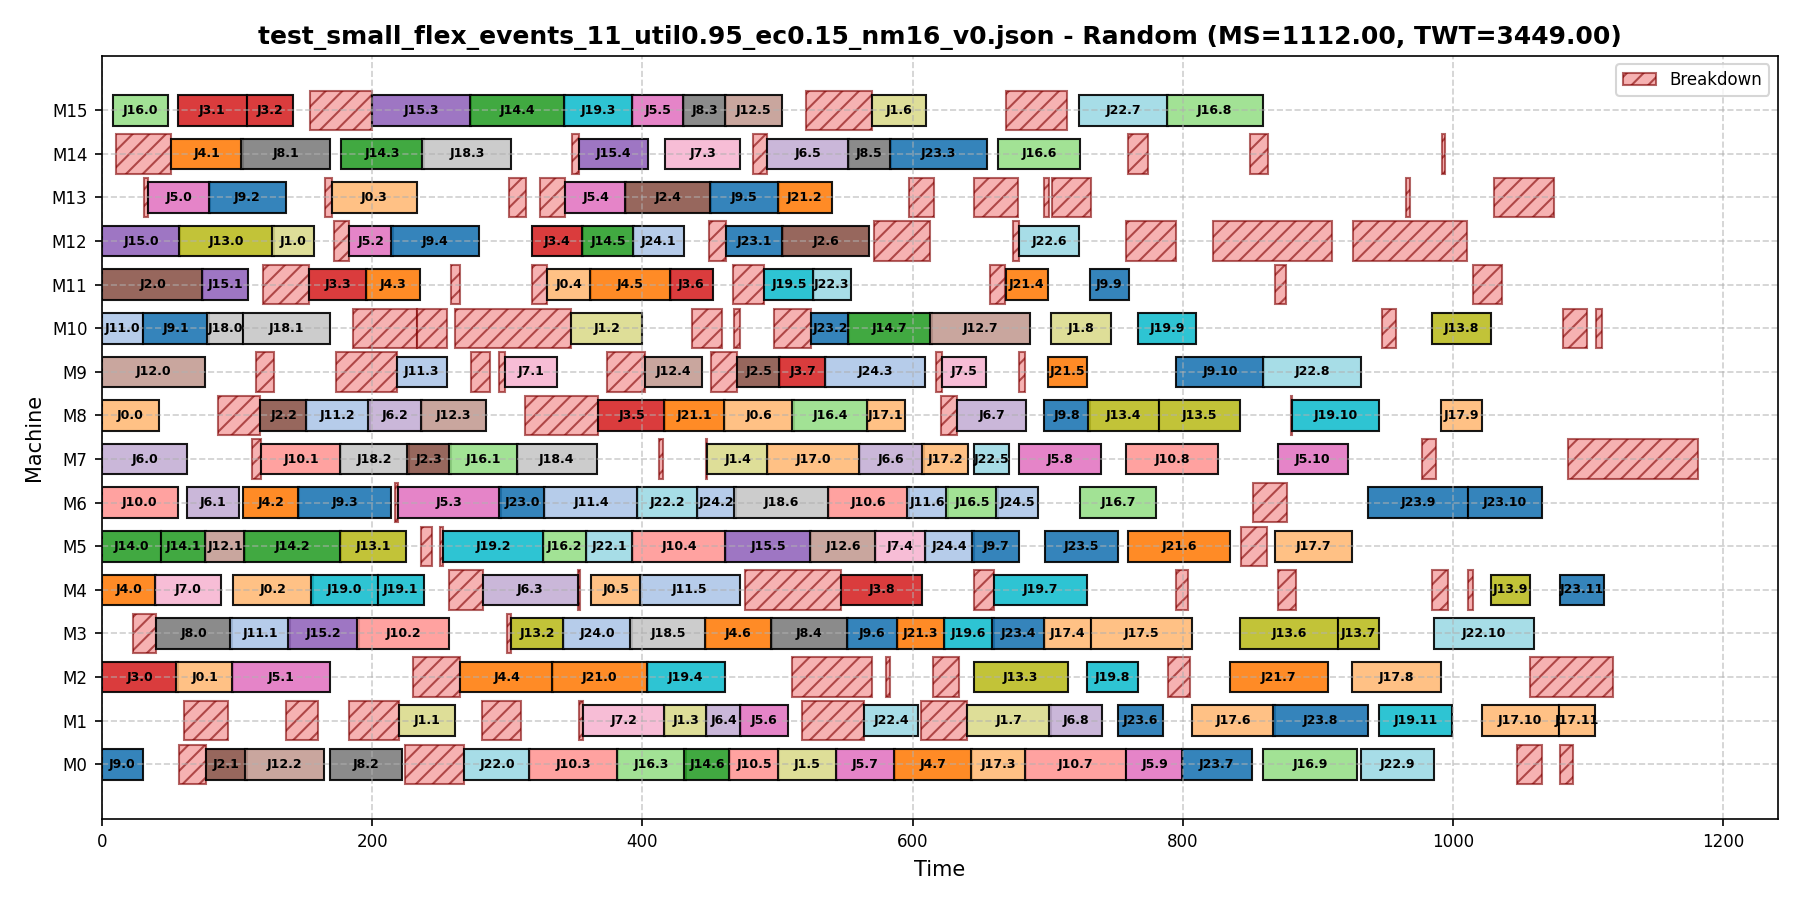 test_small_flex_events_11_util0.95_ec0.15_nm16_v0.json - Random (MS=1112.00, TWT=3449.00)
Breakdown
M15 J16.0 J3.1 J3.2 J15.3 J14.4 J19.3 J5.5 J8.3 J12.5 J1.6 J22.7 J16.8
M14 J4.1 J8.1 J14.3 J18.3 J15.4 J7.3 J6.5 J8.5 J23.3 J16.6
M13 J5.0 J9.2 J0.3 J5.4 J2.4 J9.5 J21.2
M12 J15.0 J13.0 J1.0 J5.2 J9.4 J3.4 J14.5 J24.1 J23.1 J2.6 J22.6
M11 J2.0 J15.1 J3.3 J4.3 J0.4 J4.5 J3.6 J19.5 J22.3 J21.4 J9.9
M10 J11.0 J9.1 J18.0 J18.1 J1.2 J23.2 J14.7 J12.7 J1.8 J19.9 J13.8
M9 J12.0 J11.3 J7.1 J12.4 J2.5 J3.7 J24.3 J7.5 J21.5 J9.10 J22.8
M8 J0.0 J2.2 J11.2 J6.2 J12.3 J3.5 J21.1 J0.6 J16.4 J17.1 J6.7 J9.8 J13.4 J13.5 J19.10 J17.9
M7 J6.0 J10.1 J18.2 J2.3 J16.1 J18.4 J1.4 J17.0 J6.6 J17.2 J22.5 J5.8 J10.8 J5.10
M6 J10.0 J6.1 J4.2 J9.3 J5.3 J23.0 J11.4 J22.2 J24.2 J18.6 J10.6 J11.6 J16.5 J24.5 J16.7 J23.9 J23.10
M5 J14.0 J14.1 J12.1 J14.2 J13.1 J19.2 J16.2 J22.1 J10.4 J15.5 J12.6 J7.4 J24.4 J9.7 J23.5 J21.6 J17.7
M4 J4.0 J7.0 J0.2 J19.0 J19.1 J6.3 J0.5 J11.5 J3.8 J19.7 J13.9 J23.11
M3 J8.0 J11.1 J15.2 J10.2 J13.2 J24.0 J18.5 J4.6 J8.4 J9.6 J21.3 J19.6 J23.4 J17.4 J17.5 J13.6 J13.7 J22.10
M2 J3.0 J0.1 J5.1 J4.4 J21.0 J19.4 J13.3 J19.8 J21.7 J17.8
M1 J1.1 J7.2 J1.3 J6.4 J5.6 J22.4 J1.7 J6.8 J23.6 J17.6 J23.8 J19.11 J17.10 J17.11
M0 J9.0 J2.1 J12.2 J8.2 J22.0 J10.3 J16.3 J14.6 J10.5 J1.5 J5.7 J4.7 J17.3 J10.7 J5.9 J23.7 J16.9 J22.9
0 200 400 600 800 1000 1200
Time
Machine